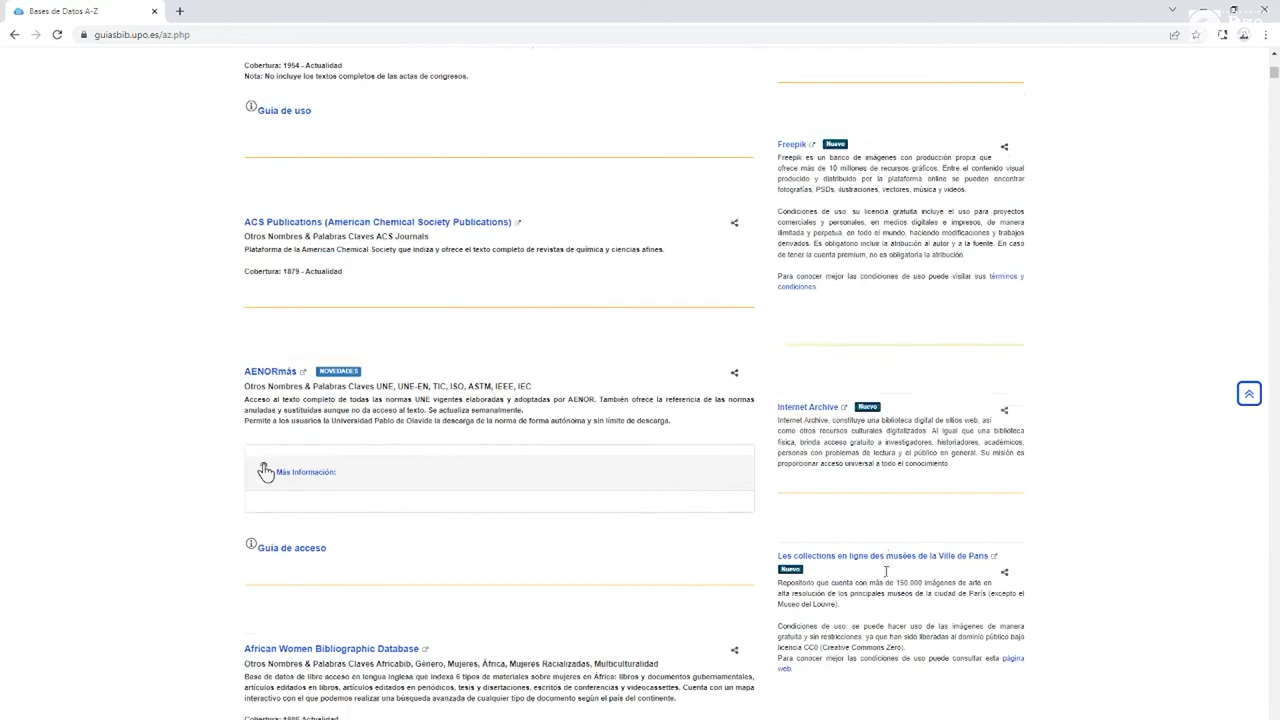 Bases de Datos A-Z
guiasbib.upo.es/az.php
Cobertura: 1954 - Actualidad
Nota: No incluye los textos completos de las actas de congresos.
Guía de uso
ACS Publications (American Chemical Society Publications)
Otros Nombres & Palabras Claves ACS Journals
Plataforma de la American Chemical Society que indiza y ofrece el texto completo de revistas de química y ciencias afines.
Cobertura: 1879 - Actualidad
AENORmás NOVEDADES
Otros Nombres & Palabras Claves UNE, UNE-EN, TIC, ISO, ASTM, IEEE, IEC
Acceso al texto completo de todas las normas UNE vigentes elaboradas y adoptadas por AENOR. También ofrece la referencia de las normas
anuladas y sustituidas aunque no da acceso al texto. Se actualiza semanalmente.
Permite a los usuarios la Universidad Pablo de Olavide la descarga de la norma de forma autónoma y sin límite de descarga.
Más Información:
Guía de acceso
African Women Bibliographic Database
Otros Nombres & Palabras Claves Africabib, Género, Mujeres, África, Mujeres Racializadas, Multiculturalidad
Base de datos de libre acceso en lengua inglesa que indexa 6 tipos de materiales sobre mujeres en África: libros y documentos gubernamentales,
artículos editados en libros, artículos editados en periódicos, tesis y disertaciones, escritos de conferencias y videocassettes. Cuenta con un mapa
interactivo con el que podemos realizar una búsqueda avanzada de cualquier tipo de documento según el país del continente.
Cobertura: 1985 Actualidad
Freepik Nuevo
Freepik es un banco de imágenes con producción propia que
ofrece más de 10 millones de recursos gráficos. Entre el contenido visual
producido y distribuido por la plataforma online se pueden encontrar
fotografías, PSDs, ilustraciones, vectores, música y videos.
Condiciones de uso: su licencia gratuita incluye el uso para proyectos
comerciales y personales, en medios digitales e impresos, de manera
ilimitada y perpetua, en todo el mundo, haciendo modificaciones y trabajos
derivados. Es obligatorio incluir la atribución al autor y a la fuente. En caso
de tener la cuenta premium, no es obligatoria la atribución
Para conocer mejor las condiciones de uso puede visitar sus términos y
condiciones
Internet Archive Nuevo
Internet Archive, constituye una biblioteca digital de sitios web, así
como otros recursos culturales digitalizados. Al igual que una biblioteca
física, brinda acceso gratuito a investigadores, historiadores, académicos,
personas con problemas de lectura y el público en general. Su misión es
proporcionar acceso universal a todo el conocimiento.
Les collections en ligne des musées de la Ville de Paris
Nuevo
Repositorio que cuenta con más de 150.000 imágenes de arte en
alta resolución de los principales museos de la ciudad de París (excepto el
Museo del Louvre).
Condiciones de uso: se puede hacer uso de las imágenes de manera
gratuita y sin restricciones, ya que han sido liberadas al dominio público bajo
licencia CC0 (Creative Commons Zero).
Para conocer mejor las condiciones de uso puede consultar esta página
web.